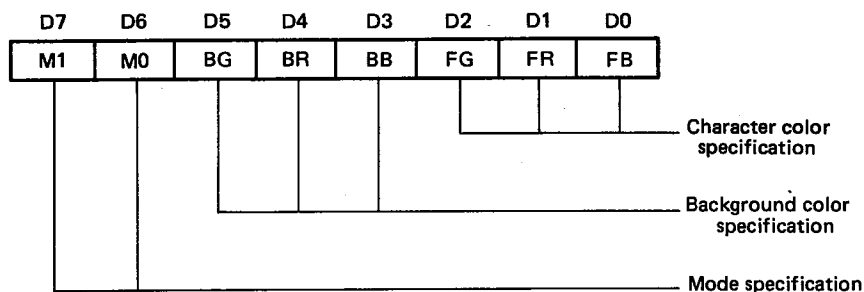 D7 D6 D5 D4 D3 D2 D1 D0
M1 M0 BG BR BB FG FR FB
Character color
specification
Background color
specification
Mode specification